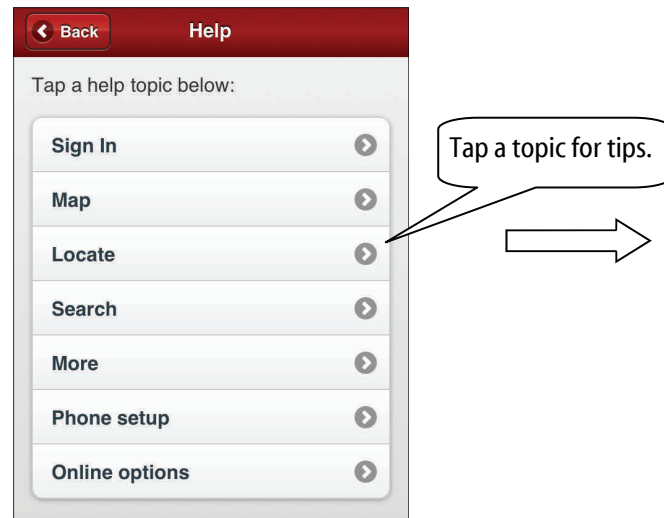 Back
Help
Tap a help topic below:
Sign In
Map
Locate
Search
More
Phone setup
Online options
Tap a topic for tips.